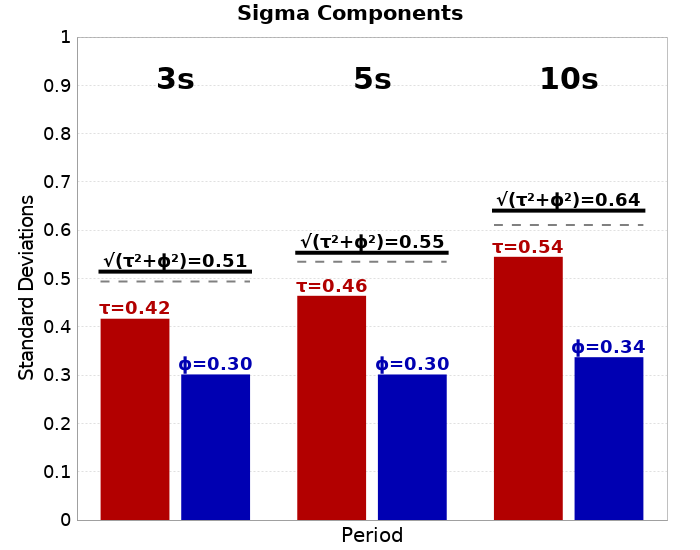 Sigma Components
Standard Deviations
1
0.9
0.8
0.7
0.6
0.5
0.4
0.3
0.2
0.1
0
3s 5s 10s
√(τ²+ϕ²)=0.51
τ=0.42
ϕ=0.30
√(τ²+ϕ²)=0.55
τ=0.46
ϕ=0.30
√(τ²+ϕ²)=0.64
τ=0.54
ϕ=0.34
Period